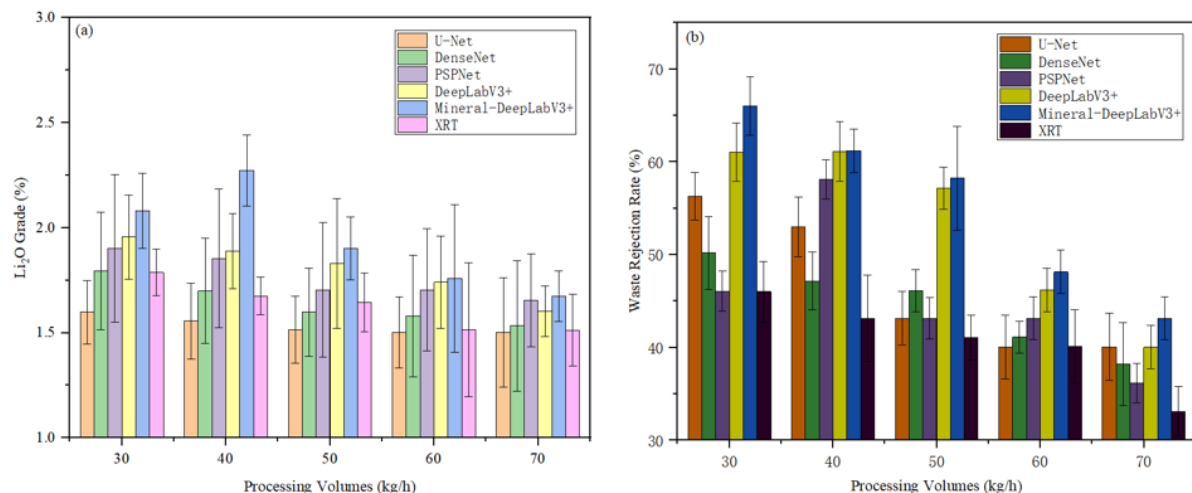 (a)
U-Net
DenseNet
PSPNet
DeepLabV3+
Mineral-DeepLabV3+
XRT
3.0
2.5
2.0
1.5
1.0
Li₂O Grade (%)
30 40 50 60 70
Processing Volumes (kg/h)
(b)
U-Net
DenseNet
PSPNet
DeepLabV3+
Mineral-DeepLabV3+
XRT
70
60
50
40
30
Waste Rejection Rate (%)
30 40 50 60 70
Processing Volumes (kg/h)